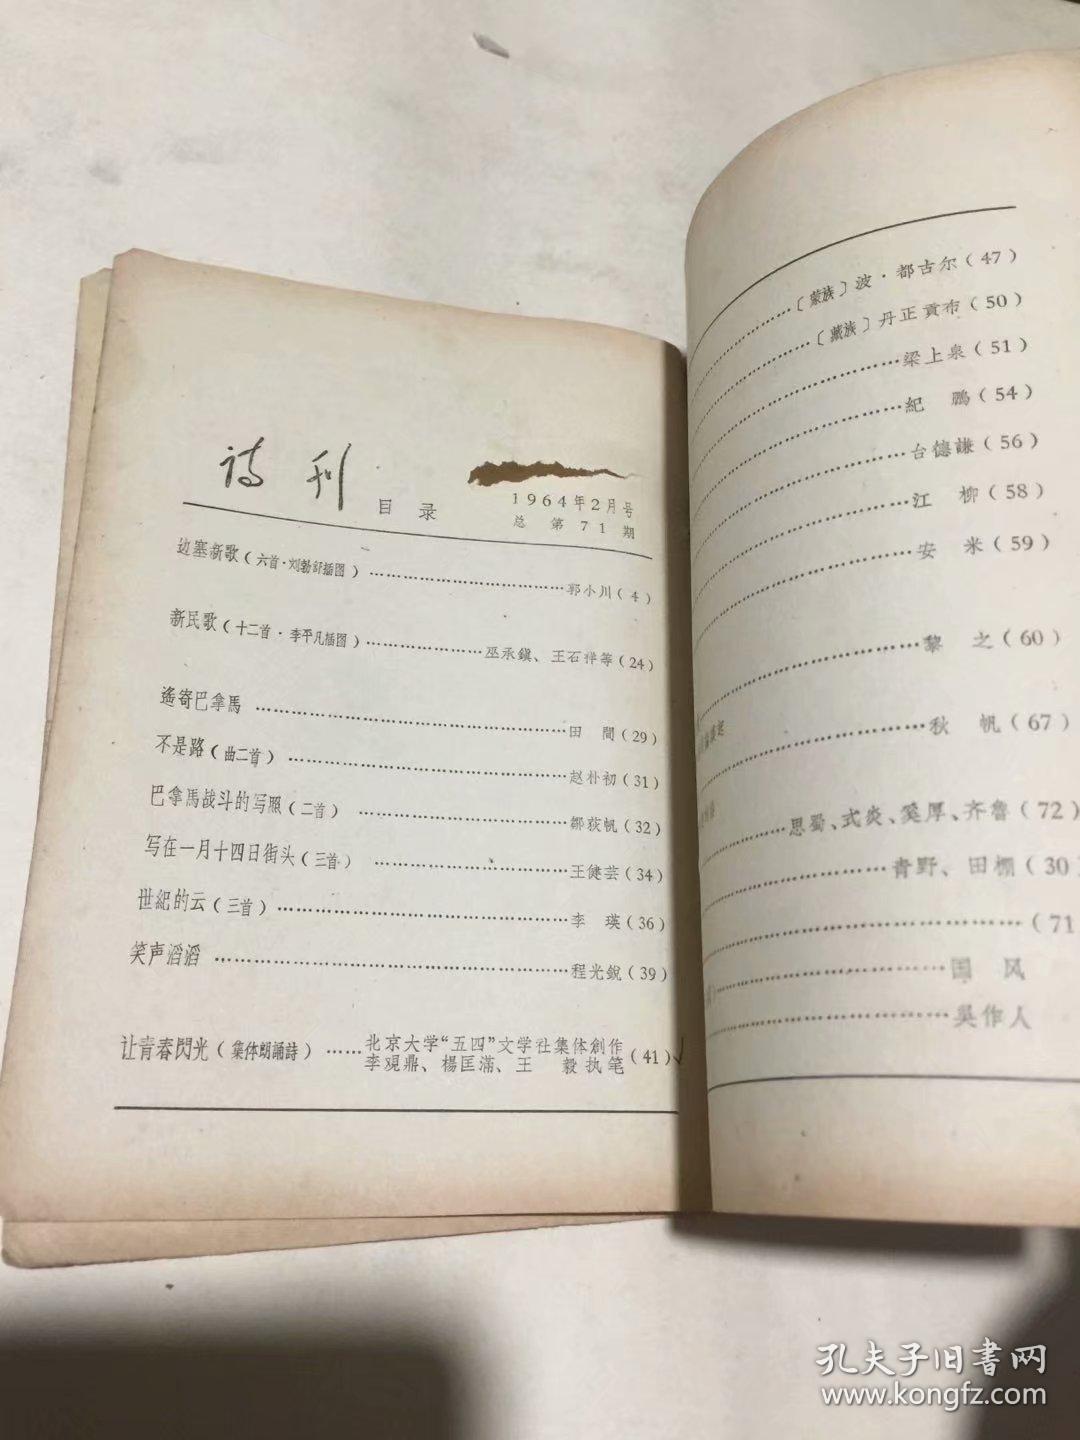 诗刊
目录
1964年2月号
总第71期
边塞新歌(六首·刘勃舒插图)……郭小川(4)
新民歌(十二首·李平凡插图)……巫承鎭、王石祥等(24)
遙寄巴拿馬……田間(29)
不是路(曲二首)……赵朴初(31)
巴拿馬战斗的写照(二首)……鄒荻帆(32)
写在一月十四日街头(三首)……王健芸(34)
世紀的云(三首)……李瑛(36)
笑声滔滔……程光銳(39)
让青春閃光(集体朗誦詩)……北京大学“五四”文学社集体創作
李观鼎、楊匡滿、王毅执笔(41)
……〔蒙族〕波·都古尔(47)
……〔藏族〕丹正貢布(50)
……梁上泉(51)
……紀鵬(54)
……台德謙(56)
……江柳(58)
……安米(59)
……黎之(60)
……秋帆(67)
……思蜀、式炎、奚厚、齐魯(72)
……青野、田棚(30
……(71
……国风
……吳作人
孔夫子旧書网
www.kongfz.com